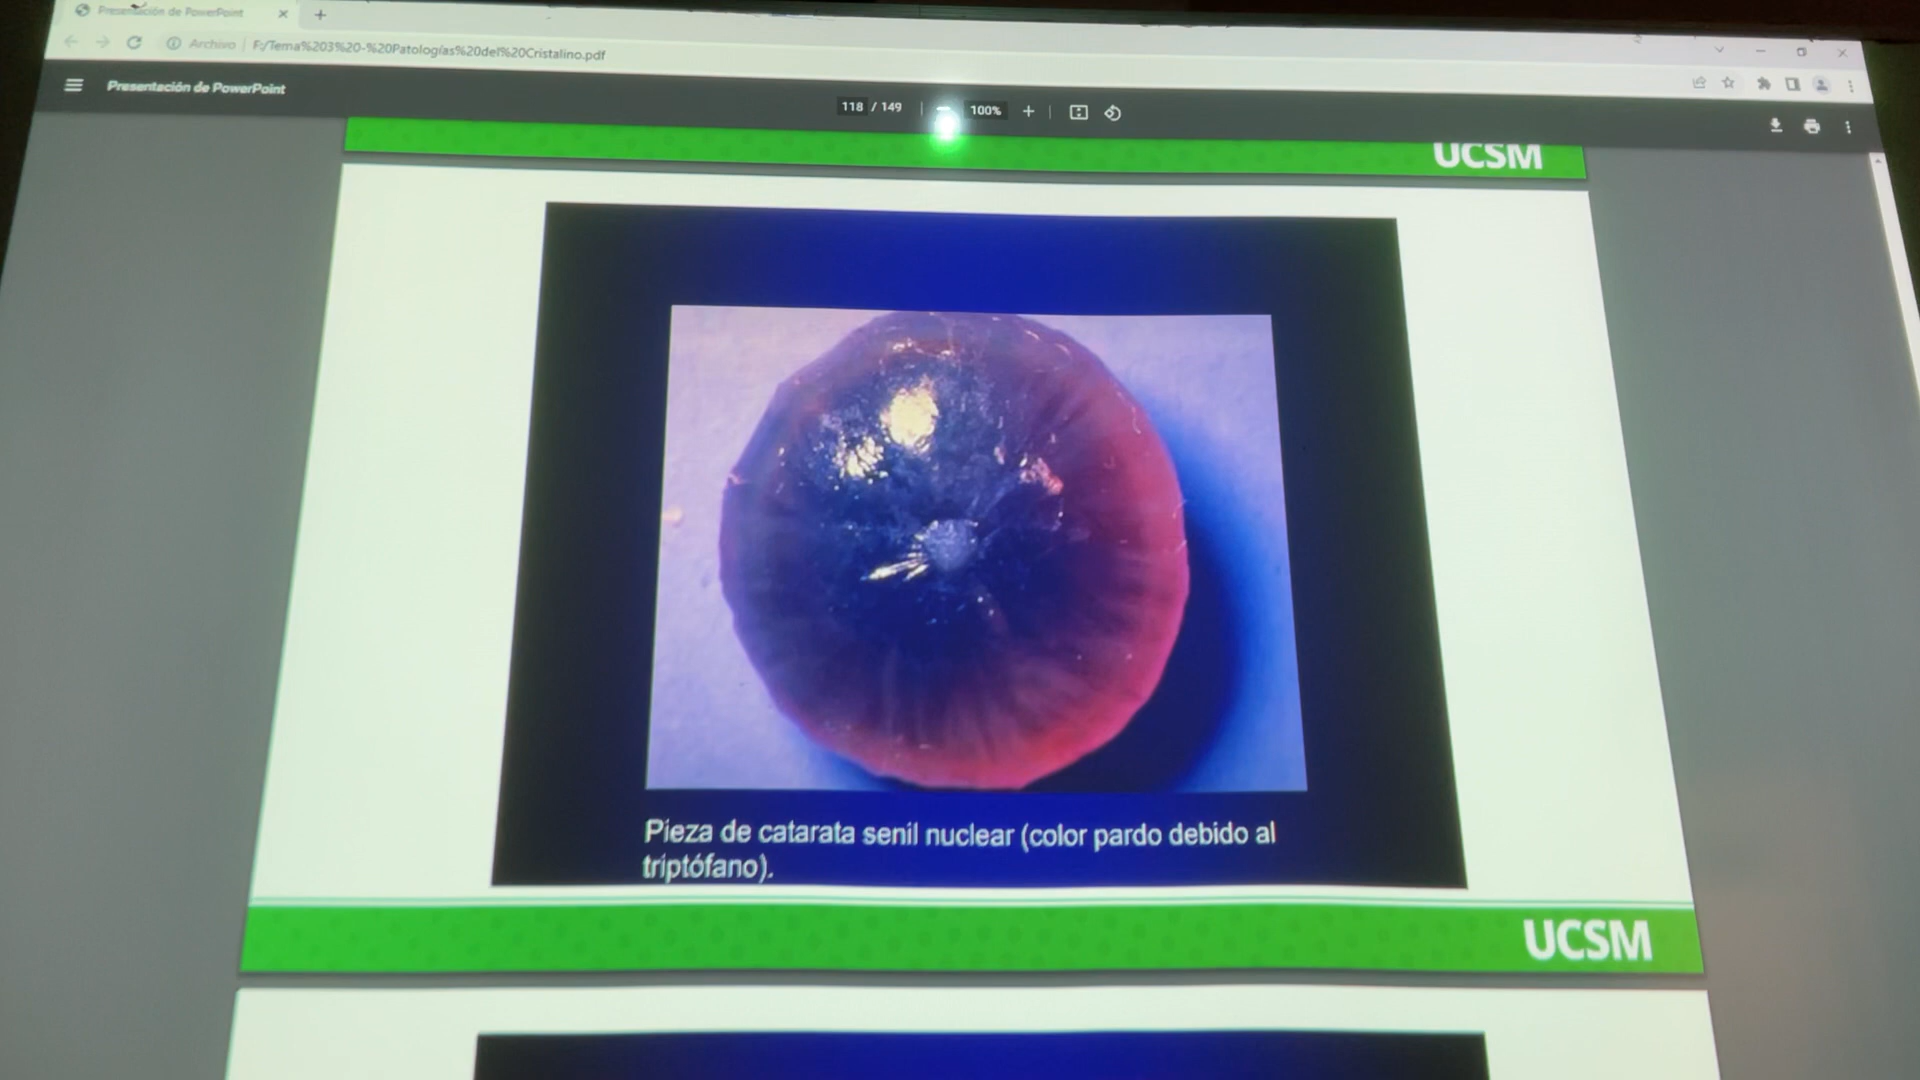 Presentación de PowerPoint
Archivo F:/Tema%203%20-%20Patologías%20del%20Cristalino.pdf
Presentación de PowerPoint
118 / 149
100%
UCSM
Pieza de catarata senil nuclear (color pardo debido al
triptófano).
UCSM